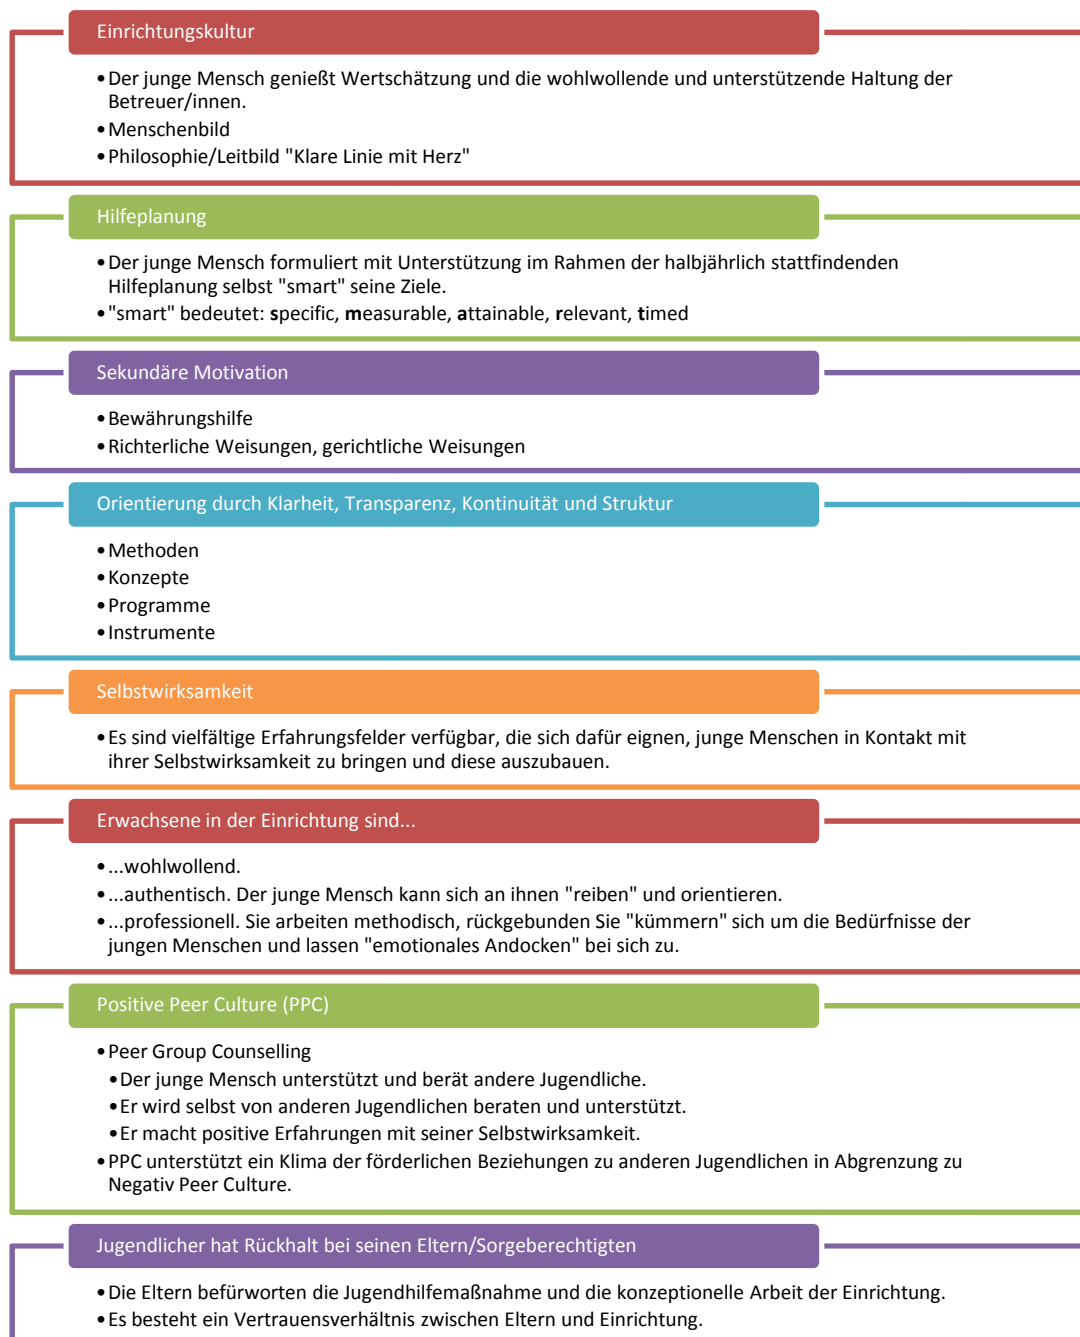 Einrichtungskultur
•Der junge Mensch genießt Wertschätzung und die wohlwollende und unterstützende Haltung der
Betreuer/innen.
•Menschenbild
•Philosophie/Leitbild "Klare Linie mit Herz"
Hilfeplanung
•Der junge Mensch formuliert mit Unterstützung im Rahmen der halbjährlich stattfindenden
Hilfeplanung selbst "smart" seine Ziele.
•"smart" bedeutet: specific, measurable, attainable, relevant, timed
Sekundäre Motivation
•Bewährungshilfe
•Richterliche Weisungen, gerichtliche Weisungen
Orientierung durch Klarheit, Transparenz, Kontinuität und Struktur
•Methoden
•Konzepte
•Programme
•Instrumente
Selbstwirksamkeit
•Es sind vielfältige Erfahrungsfelder verfügbar, die sich dafür eignen, junge Menschen in Kontakt mit
ihrer Selbstwirksamkeit zu bringen und diese auszubauen.
Erwachsene in der Einrichtung sind...
•...wohlwollend.
•...authentisch. Der junge Mensch kann sich an ihnen "reiben" und orientieren.
•...professionell. Sie arbeiten methodisch, rückgebunden Sie "kümmern" sich um die Bedürfnisse der
jungen Menschen und lassen "emotionales Andocken" bei sich zu.
Positive Peer Culture (PPC)
•Peer Group Counselling
•Der junge Mensch unterstützt und berät andere Jugendliche.
•Er wird selbst von anderen Jugendlichen beraten und unterstützt.
•Er macht positive Erfahrungen mit seiner Selbstwirksamkeit.
•PPC unterstützt ein Klima der förderlichen Beziehungen zu anderen Jugendlichen in Abgrenzung zu
Negativ Peer Culture.
Jugendlicher hat Rückhalt bei seinen Eltern/Sorgeberechtigten
•Die Eltern befürworten die Jugendhilfemaßnahme und die konzeptionelle Arbeit der Einrichtung.
•Es besteht ein Vertrauensverhältnis zwischen Eltern und Einrichtung.